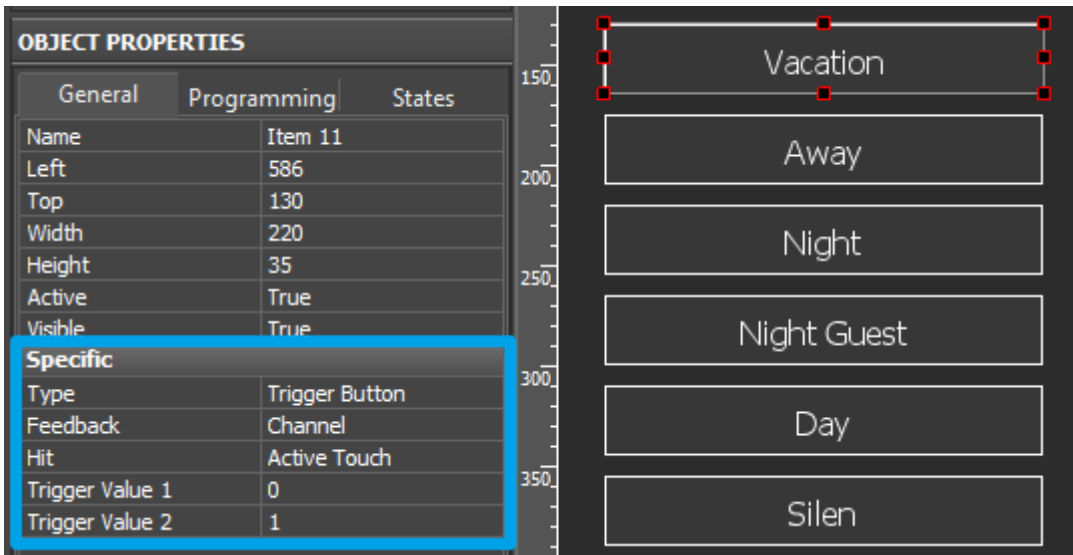 OBJECT PROPERTIES
General Programming States
Name Item 11
Left 586
Top 130
Width 220
Height 35
Active True
Visible True
Specific
Type Trigger Button
Feedback Channel
Hit Active Touch
Trigger Value 1 0
Trigger Value 2 1
150
200
250
300
350
Vacation
Away
Night
Night Guest
Day
Silen